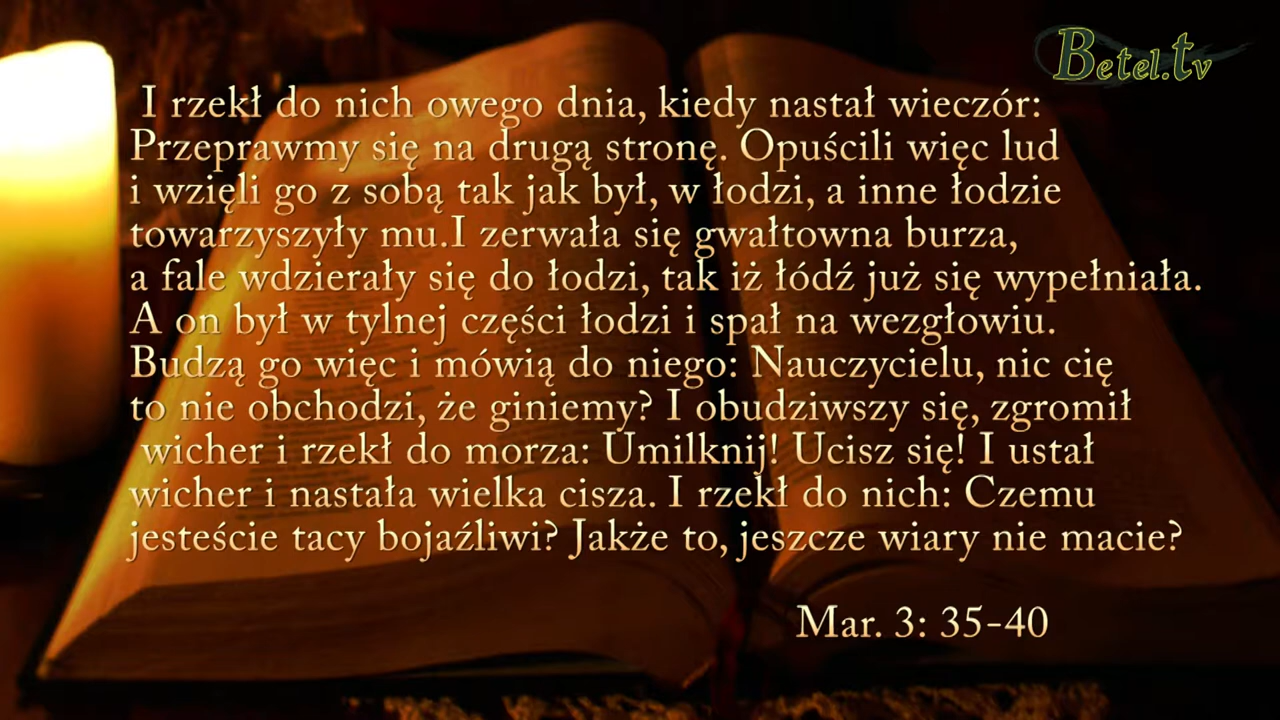 Betel.tv
I rzekł do nich owego dnia, kiedy nastał wieczór:
Przeprawmy się na drugą stronę. Opuścili więc lud
i wzięli go z sobą tak jak był, w łodzi, a inne łodzie
towarzyszyły mu.I zerwała się gwałtowna burza,
a fale wdzierały się do łodzi, tak iż łódź już się wypełniała.
A on był w tylnej części łodzi i spał na wezgłowiu.
Budzą go więc i mówią do niego: Nauczycielu, nic cię
to nie obchodzi, że giniemy? I obudziwszy się, zgromił
wicher i rzekł do morza: Umilknij! Ucisz się! I ustał
wicher i nastała wielka cisza. I rzekł do nich: Czemu
jesteście tacy bojaźliwi? Jakże to, jeszcze wiary nie macie?
Mar. 3: 35-40